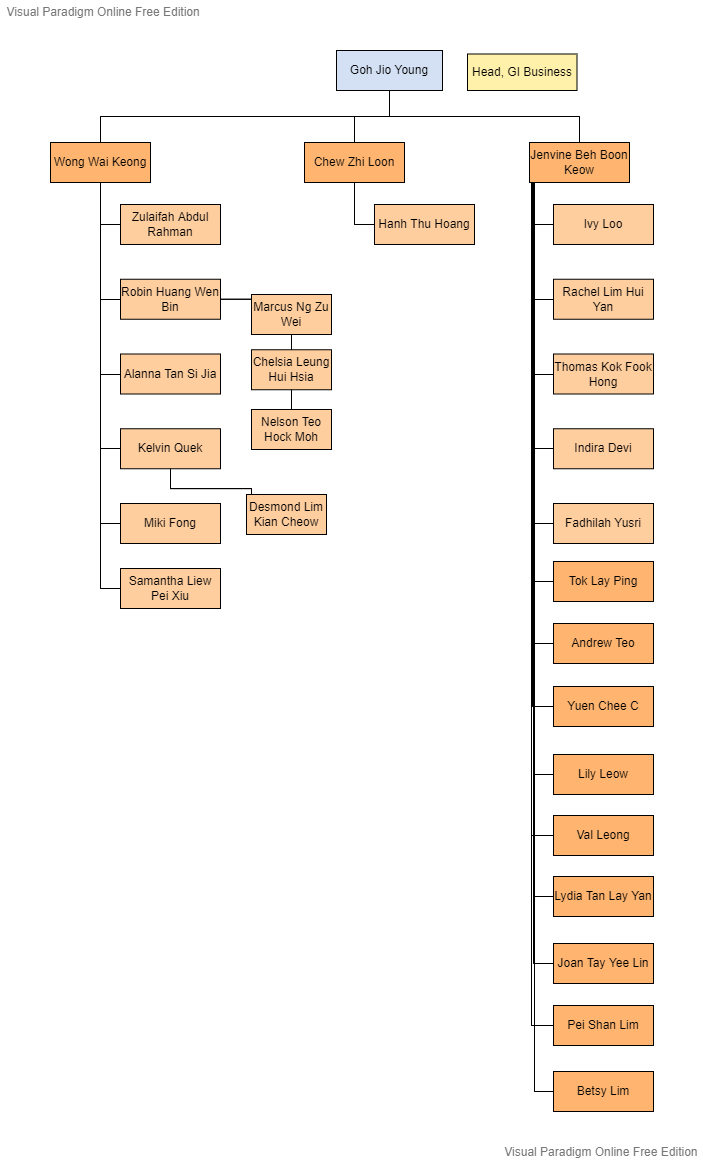 Visual Paradigm Online Free Edition
Goh Jio Young
Head, GI Business
Wong Wai Keong
Chew Zhi Loon
Jenvine Beh Boon
Keow
Zulaifah Abdul
Rahman
Hanh Thu Hoang
Ivy Loo
Robin Huang Wen
Bin
Marcus Ng Zu
Wei
Rachel Lim Hui
Yan
Chelsia Leung
Hui Hsia
Alanna Tan Si Jia
Thomas Kok Fook
Hong
Nelson Teo
Hock Moh
Kelvin Quek
Indira Devi
Desmond Lim
Kian Cheow
Miki Fong
Fadhilah Yusri
Samantha Liew
Pei Xiu
Tok Lay Ping
Andrew Teo
Yuen Chee C
Lily Leow
Val Leong
Lydia Tan Lay Yan
Joan Tay Yee Lin
Pei Shan Lim
Betsy Lim
Visual Paradigm Online Free Edition